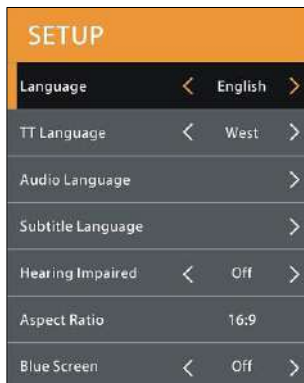 SETUP
Language < English >
TT Language < West >
Audio Language >
Subtitle Language >
Hearing Impaired < Off >
Aspect Ratio 16:9
Blue Screen < Off >